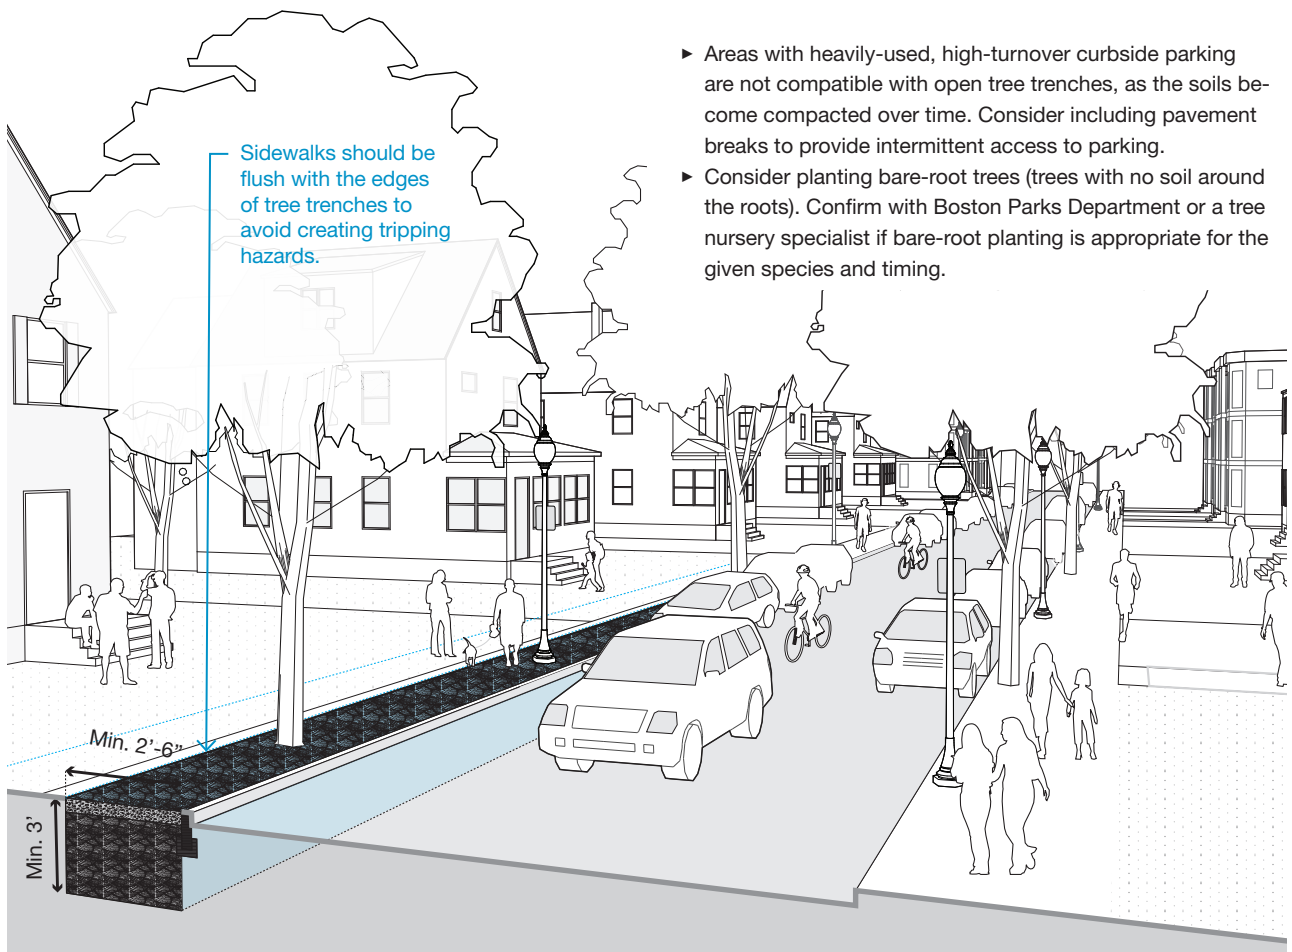 ► Areas with heavily-used, high-turnover curbside parking
are not compatible with open tree trenches, as the soils be-
come compacted over time. Consider including pavement
breaks to provide intermittent access to parking.
► Consider planting bare-root trees (trees with no soil around
the roots). Confirm with Boston Parks Department or a tree
nursery specialist if bare-root planting is appropriate for the
given species and timing.
Sidewalks should be
flush with the edges
of tree trenches to
avoid creating tripping
hazards.
Min. 2’-6”
Min. 3’